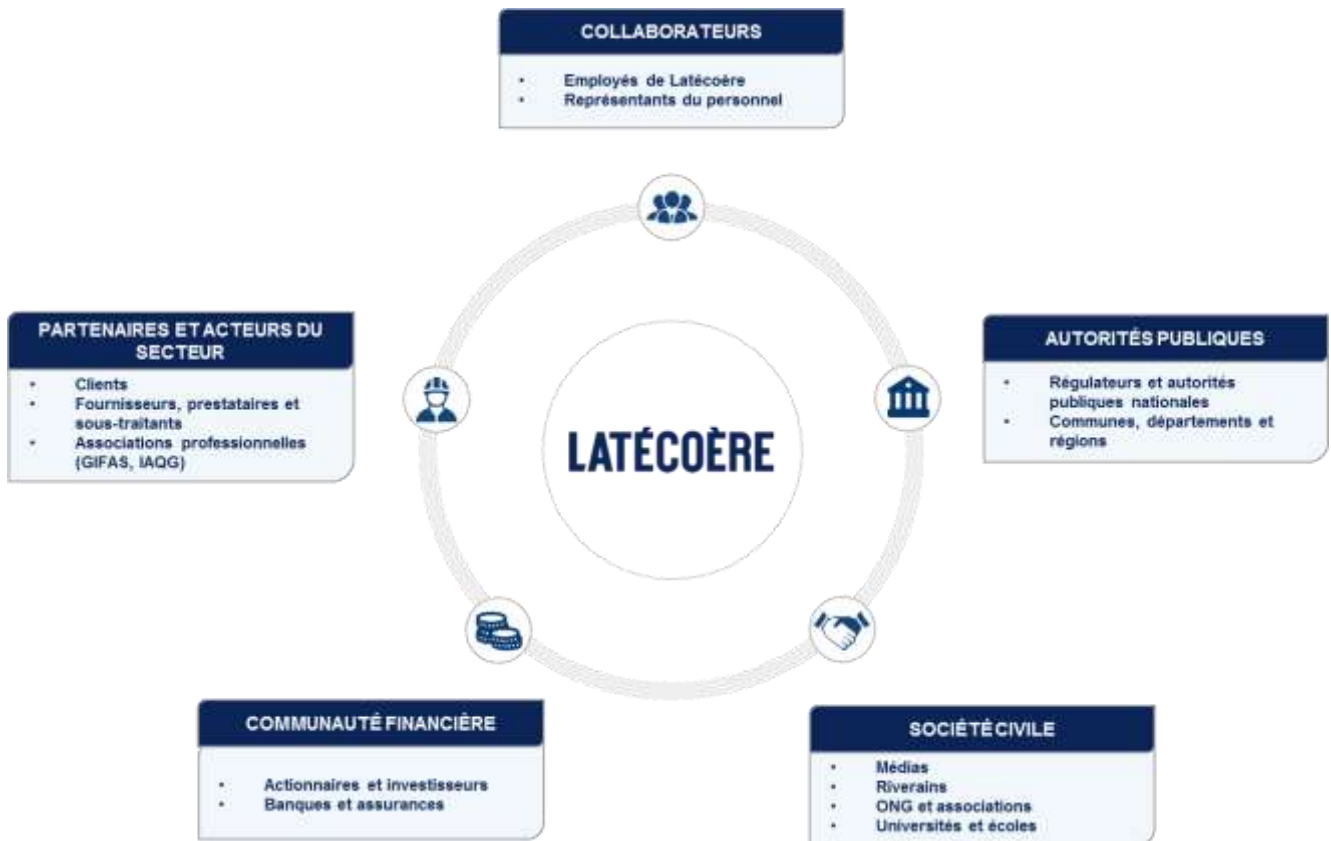 COLLABORATEURS
• Employés de Latécoère
• Représentants du personnel
PARTENAIRES ET ACTEURS DU
SECTEUR
• Clients
• Fournisseurs, prestataires et
sous-traitants
• Associations professionnelles
(GIFAS, IAQG)
AUTORITÉS PUBLIQUES
• Régulateurs et autorités
publiques nationales
• Communes, départements et
régions
LATÉCOÈRE
COMMUNAUTÉ FINANCIÈRE
• Actionnaires et investisseurs
• Banques et assurances
SOCIÉTÉ CIVILE
• Médias
• Riverains
• ONG et associations
• Universités et écoles